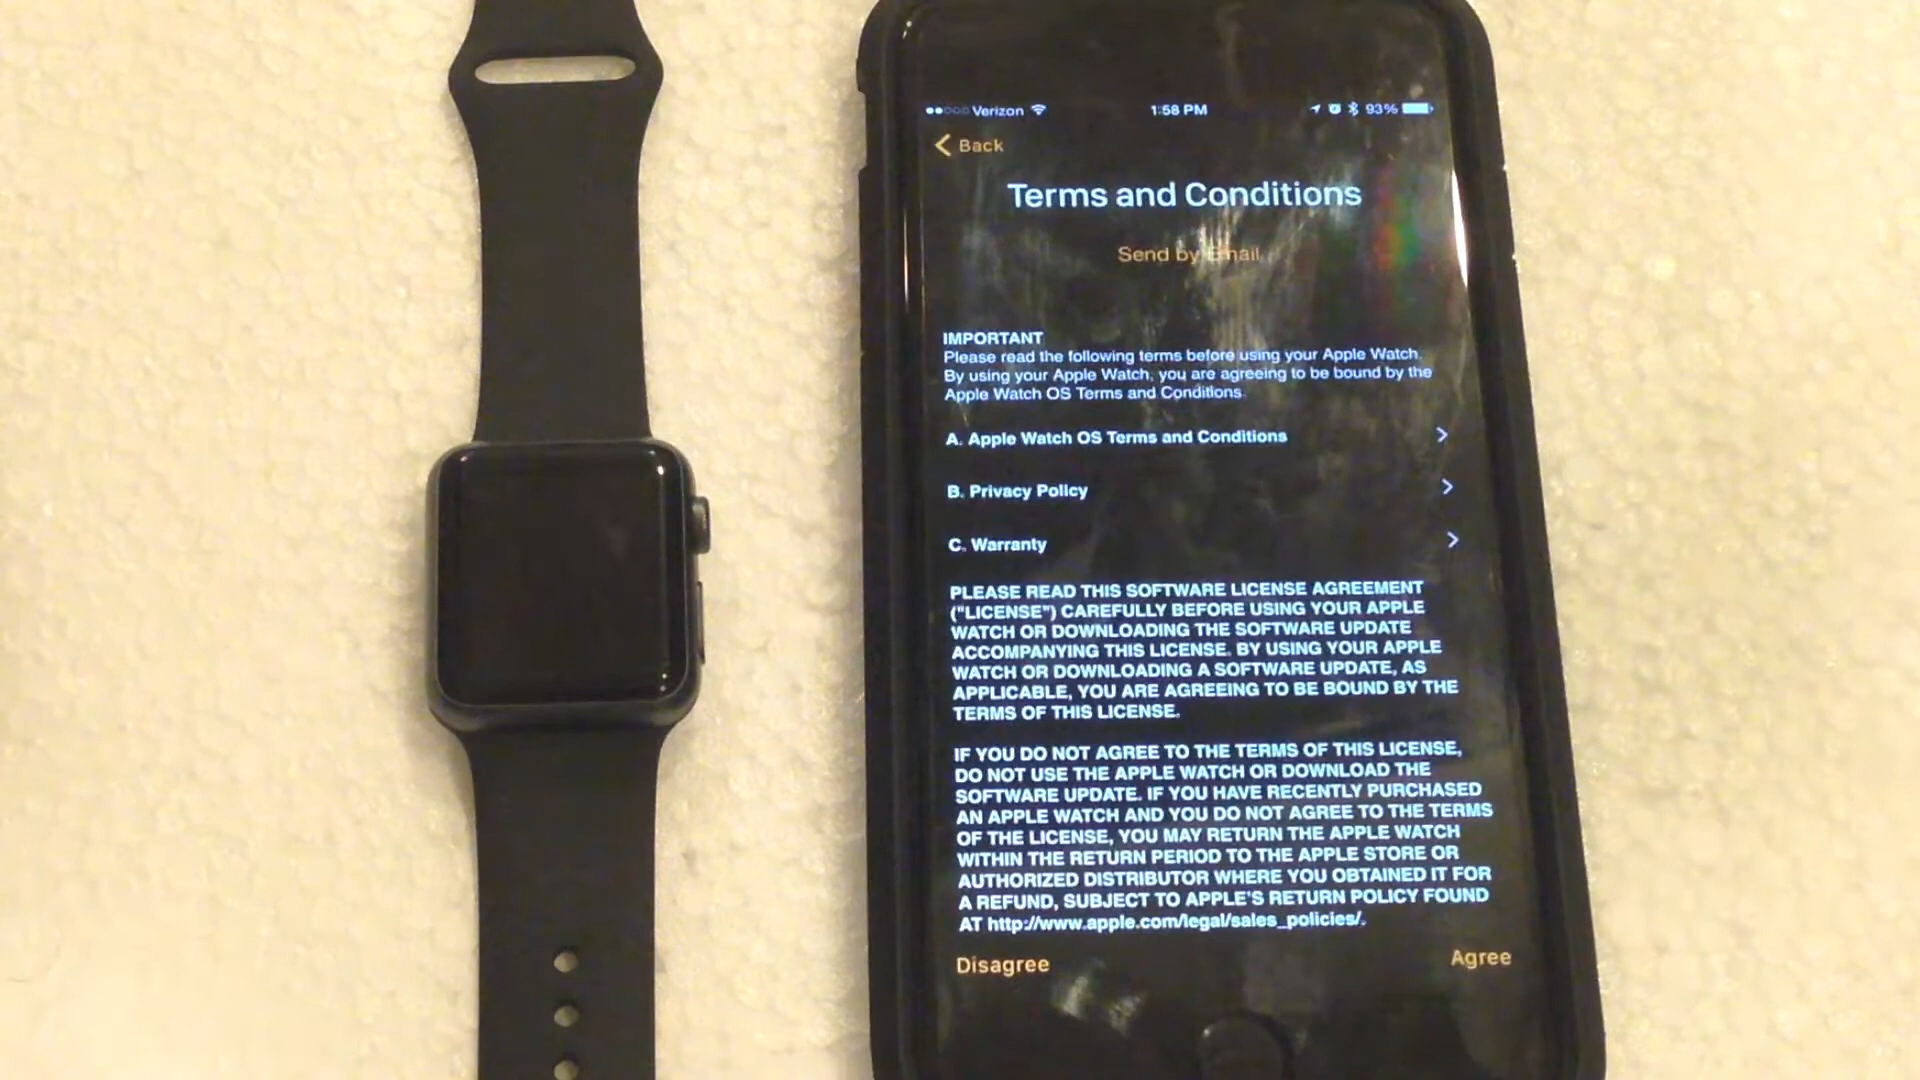 Verizon 1:58 PM 93%
Back
Terms and Conditions
Send by Email
IMPORTANT
Please read the following terms before using your Apple Watch.
By using your Apple Watch, you are agreeing to be bound by the
Apple Watch OS Terms and Conditions
A. Apple Watch OS Terms and Conditions
B. Privacy Policy
C. Warranty
PLEASE READ THIS SOFTWARE LICENSE AGREEMENT
("LICENSE") CAREFULLY BEFORE USING YOUR APPLE
WATCH OR DOWNLOADING THE SOFTWARE UPDATE
ACCOMPANYING THIS LICENSE. BY USING YOUR APPLE
WATCH OR DOWNLOADING A SOFTWARE UPDATE, AS
APPLICABLE, YOU ARE AGREEING TO BE BOUND BY THE
TERMS OF THIS LICENSE.
IF YOU DO NOT AGREE TO THE TERMS OF THIS LICENSE,
DO NOT USE THE APPLE WATCH OR DOWNLOAD THE
SOFTWARE UPDATE. IF YOU HAVE RECENTLY PURCHASED
AN APPLE WATCH AND YOU DO NOT AGREE TO THE TERMS
OF THE LICENSE, YOU MAY RETURN THE APPLE WATCH
WITHIN THE RETURN PERIOD TO THE APPLE STORE OR
AUTHORIZED DISTRIBUTOR WHERE YOU OBTAINED IT FOR
A REFUND, SUBJECT TO APPLE'S RETURN POLICY FOUND
AT http://www.apple.com/legal/sales_policies/.
Disagree Agree